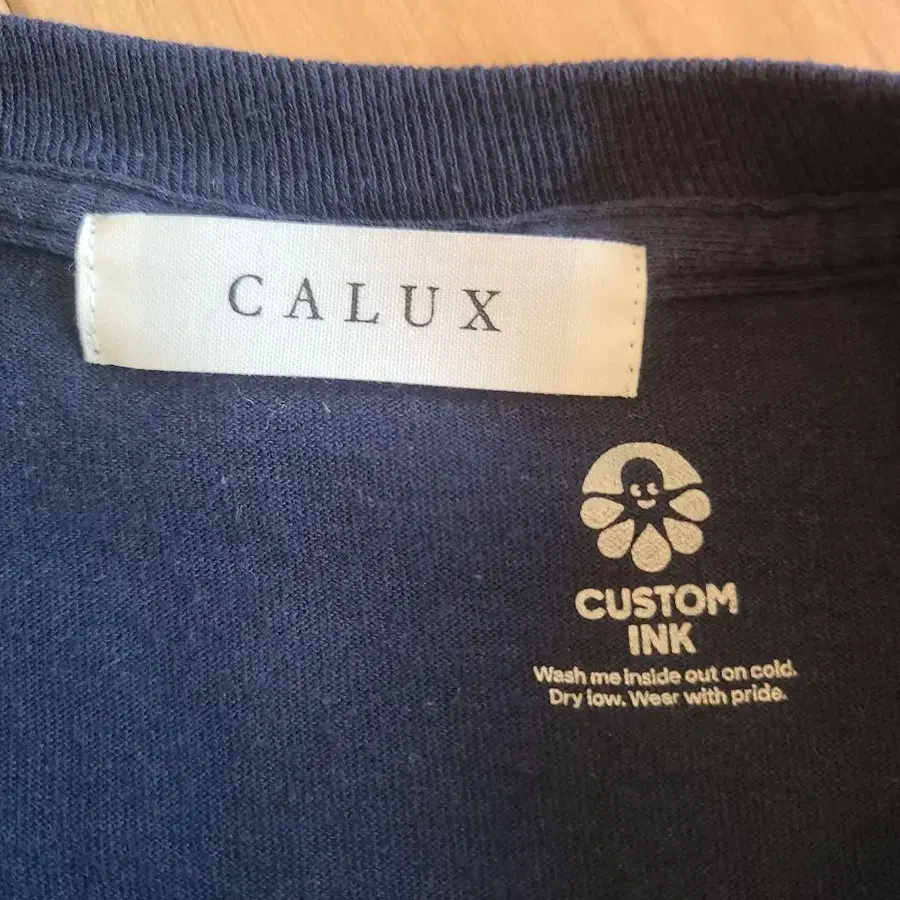 CALUX
CUSTOM
INK
Wash me inside out on cold.
Dry low. Wear with pride.